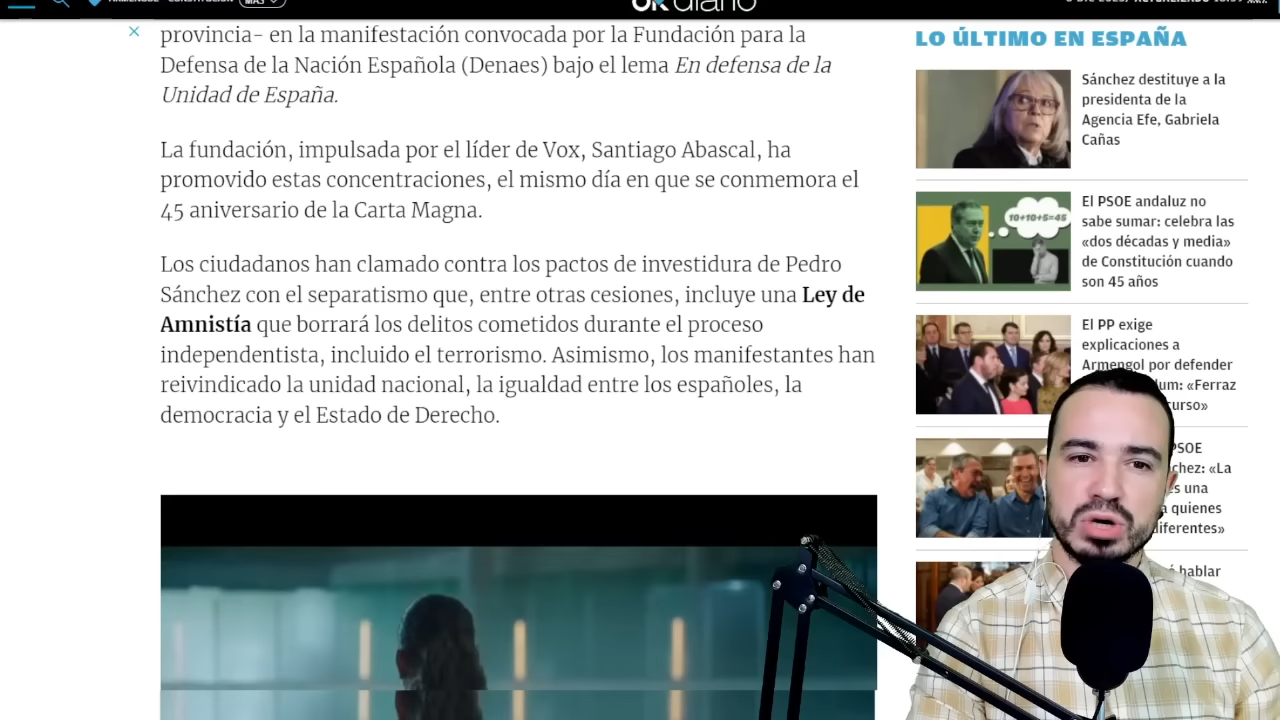 MÁS
okdiario
provincia- en la manifestación convocada por la Fundación para la
Defensa de la Nación Española (Denaes) bajo el lema En defensa de la
Unidad de España.
La fundación, impulsada por el líder de Vox, Santiago Abascal, ha
promovido estas concentraciones, el mismo día en que se conmemora el
45 aniversario de la Carta Magna.
Los ciudadanos han clamado contra los pactos de investidura de Pedro
Sánchez con el separatismo que, entre otras cesiones, incluye una Ley de
Amnistía que borrará los delitos cometidos durante el proceso
independentista, incluido el terrorismo. Asimismo, los manifestantes han
reivindicado la unidad nacional, la igualdad entre los españoles, la
democracia y el Estado de Derecho.
LO ÚLTIMO EN ESPAÑA
Sánchez destituye a la
presidenta de la
Agencia Efe, Gabriela
Cañas
10+10+5=45
El PSOE andaluz no
sabe sumar: celebra las
«dos décadas y media»
de Constitución cuando
son 45 años
El PP exige
explicaciones a
Armengol por defender
«Ferraz
PSOE
«La
una
a quienes
hablar